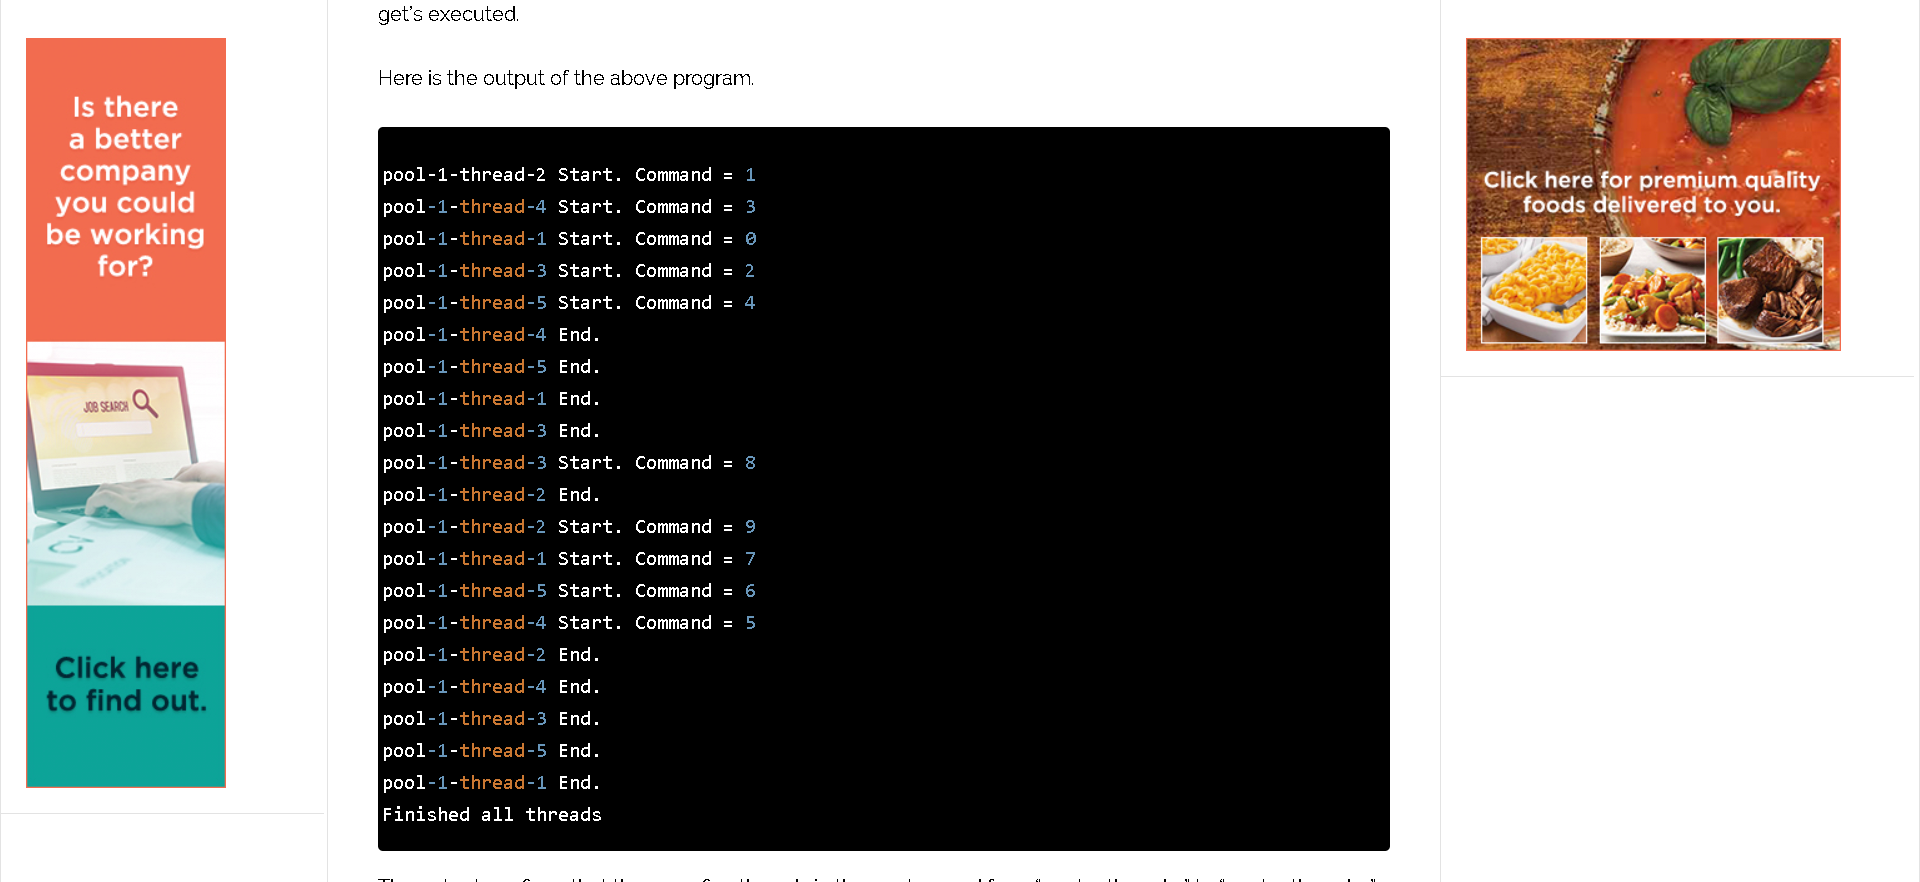 get's executed.
Here is the output of the above program.
pool-1-thread-2 Start. Command = 1
pool-1-thread-4 Start. Command = 3
pool-1-thread-1 Start. Command = 0
pool-1-thread-3 Start. Command = 2
pool-1-thread-5 Start. Command = 4
pool-1-thread-4 End.
pool-1-thread-5 End.
pool-1-thread-1 End.
pool-1-thread-3 End.
pool-1-thread-3 Start. Command = 8
pool-1-thread-2 End.
pool-1-thread-2 Start. Command = 9
pool-1-thread-1 Start. Command = 7
pool-1-thread-5 Start. Command = 6
pool-1-thread-4 Start. Command = 5
pool-1-thread-2 End.
pool-1-thread-4 End.
pool-1-thread-3 End.
pool-1-thread-5 End.
pool-1-thread-1 End.
Finished all threads
Is there
a better
company
you could
be working
for?
JOB SEARCH
CV
Click here
to find out.
Click here for premium quality
foods delivered to you.